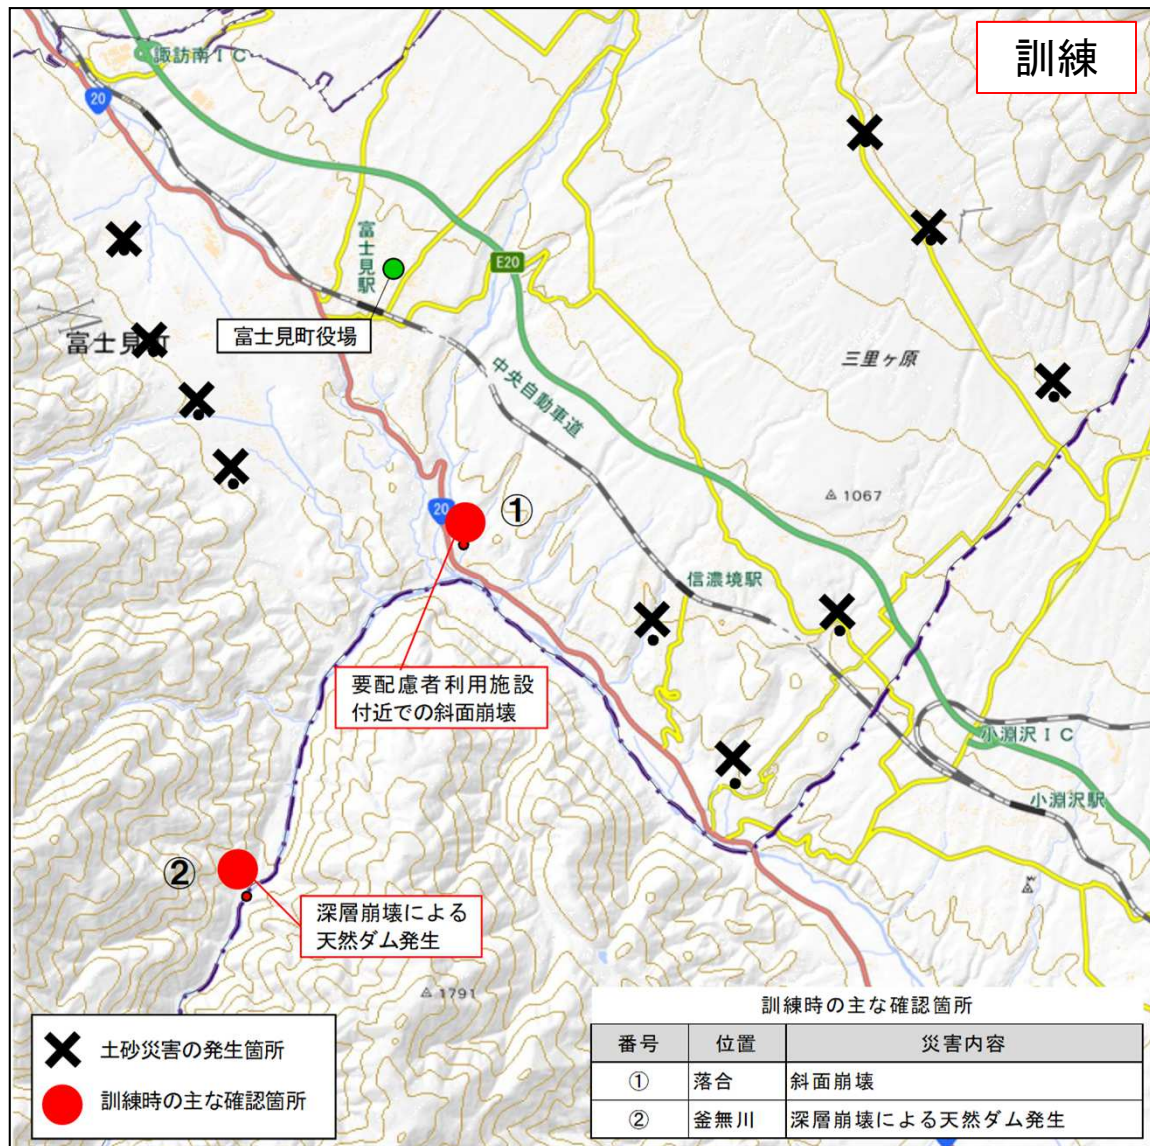 訓練
諏訪南IC
20
富士見駅
E20
富士見町役場
富士見町
三里ヶ原
中央自動車道
1067
20
①
信濃境駅
要配慮者利用施設
付近での斜面崩壊
小淵沢IC
小淵沢駅
②
深層崩壊による
天然ダム発生
1791
土砂災害の発生箇所
訓練時の主な確認箇所
訓練時の主な確認箇所
番号 位置 災害内容
① 落合 斜面崩壊
② 釜無川 深層崩壊による天然ダム発生